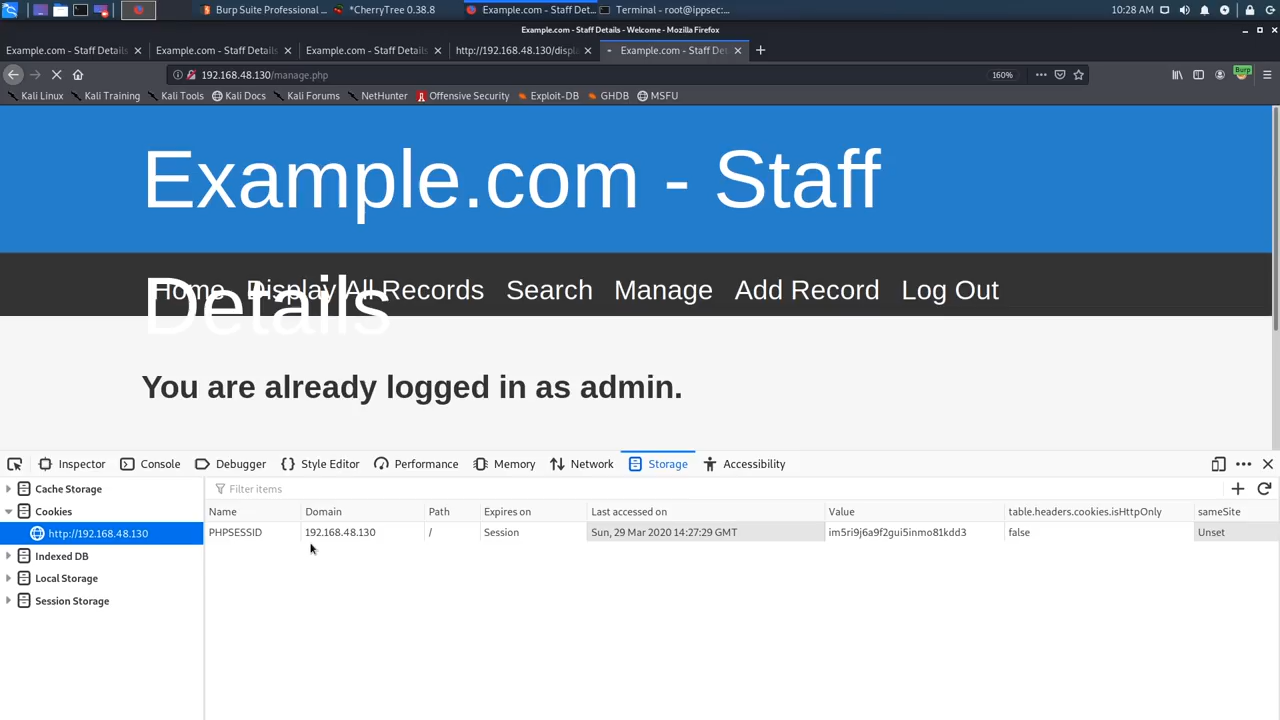 Burp Suite Professional ... *CherryTree 0.38.8 Example.com - Staff Det... Terminal - root@ippsec:... 10:28 AM
Example.com - Staff Details - Welcome - Mozilla Firefox
Example.com - Staff Details Example.com - Staff Details Example.com - Staff Details http://192.168.48.130/displ Example.com - Staff Det
192.168.48.130/manage.php 160% Burp
Kali Linux Kali Training Kali Tools Kali Docs Kali Forums NetHunter Offensive Security Exploit-DB GHDB MSFU
Example.com - Staff
Details
Home Display All Records Search Manage Add Record Log Out
You are already logged in as admin.
Inspector Console Debugger Style Editor Performance Memory Network Storage Accessibility
Cache Storage
Cookies
http://192.168.48.130
Indexed DB
Local Storage
Session Storage
Filter items
Name Domain Path Expires on Last accessed on Value table.headers.cookies.isHttpOnly sameSite
PHPSESSID 192.168.48.130 / Session Sun, 29 Mar 2020 14:27:29 GMT im5ri9j6a9f2gui5inmo81kdd3 false Unset